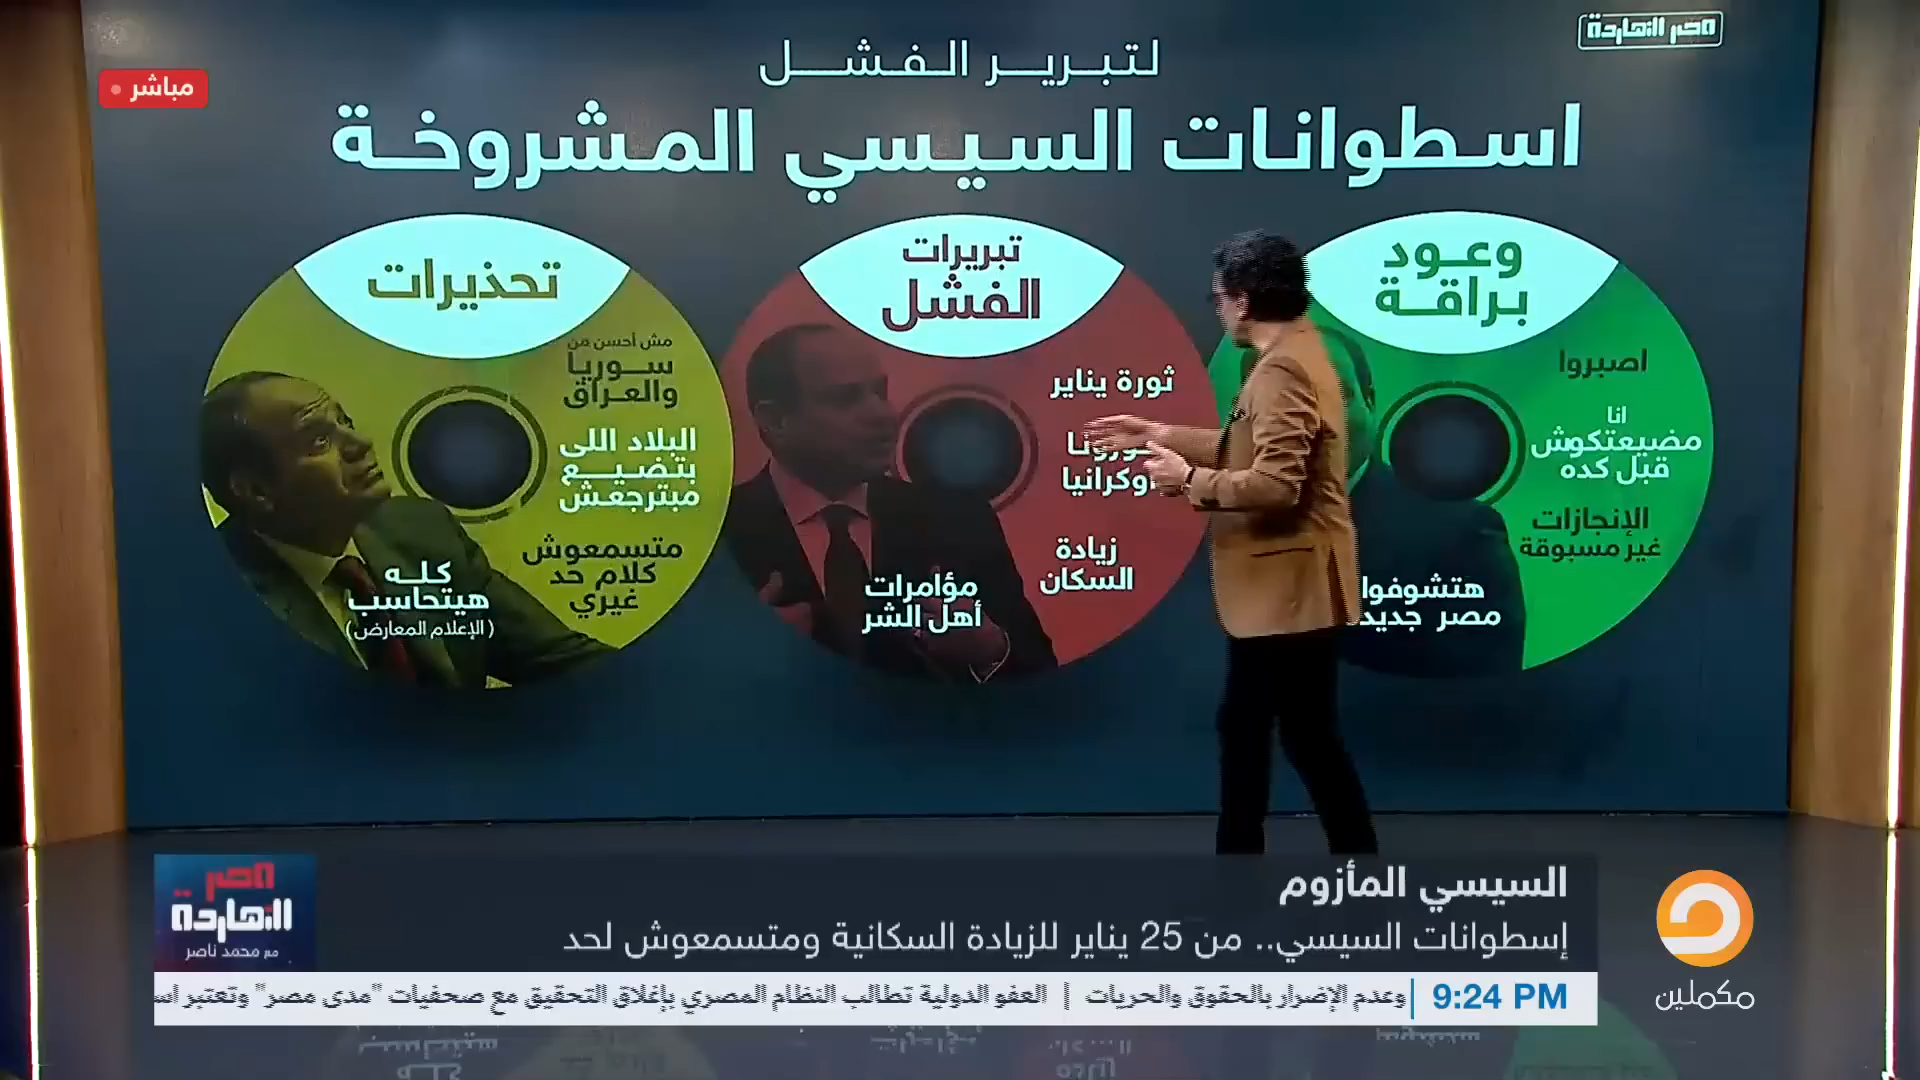 مصر النهاردة
مباشر
لتبرير الفشل
اسطوانات السيسي المشروخة
وعود
براقة
اصبروا
انا
مضيعتكوش
قبل كده
الإنجازات
غير مسبوقة
هتشوفوا
مصر
تبريرات
الفشل
ثورة يناير
أوكرانيا
زيادة
السكان
مؤامرات
أهل الشر
تحذيرات
مش أحسن من
سوريا
والعراق
البلاد اللى
بتضيع
مبترجعش
متسمعوش
كلام حد
غيري
كله
هيتحاسب
(الإعلام المعارض)
السيسي المأزوم
إسطوانات السيسي.. من 25 يناير للزيادة السكانية ومتسمعوش لحد
مصر
النهاردة
مع محمد ناصر
9:24 PM
وعدم الإضرار بالحقوق والحريات | العفو الدولية تطالب النظام المصري بإغلاق التحقيق مع صحفيات "مدى مصر" وتعتبر
مكملين